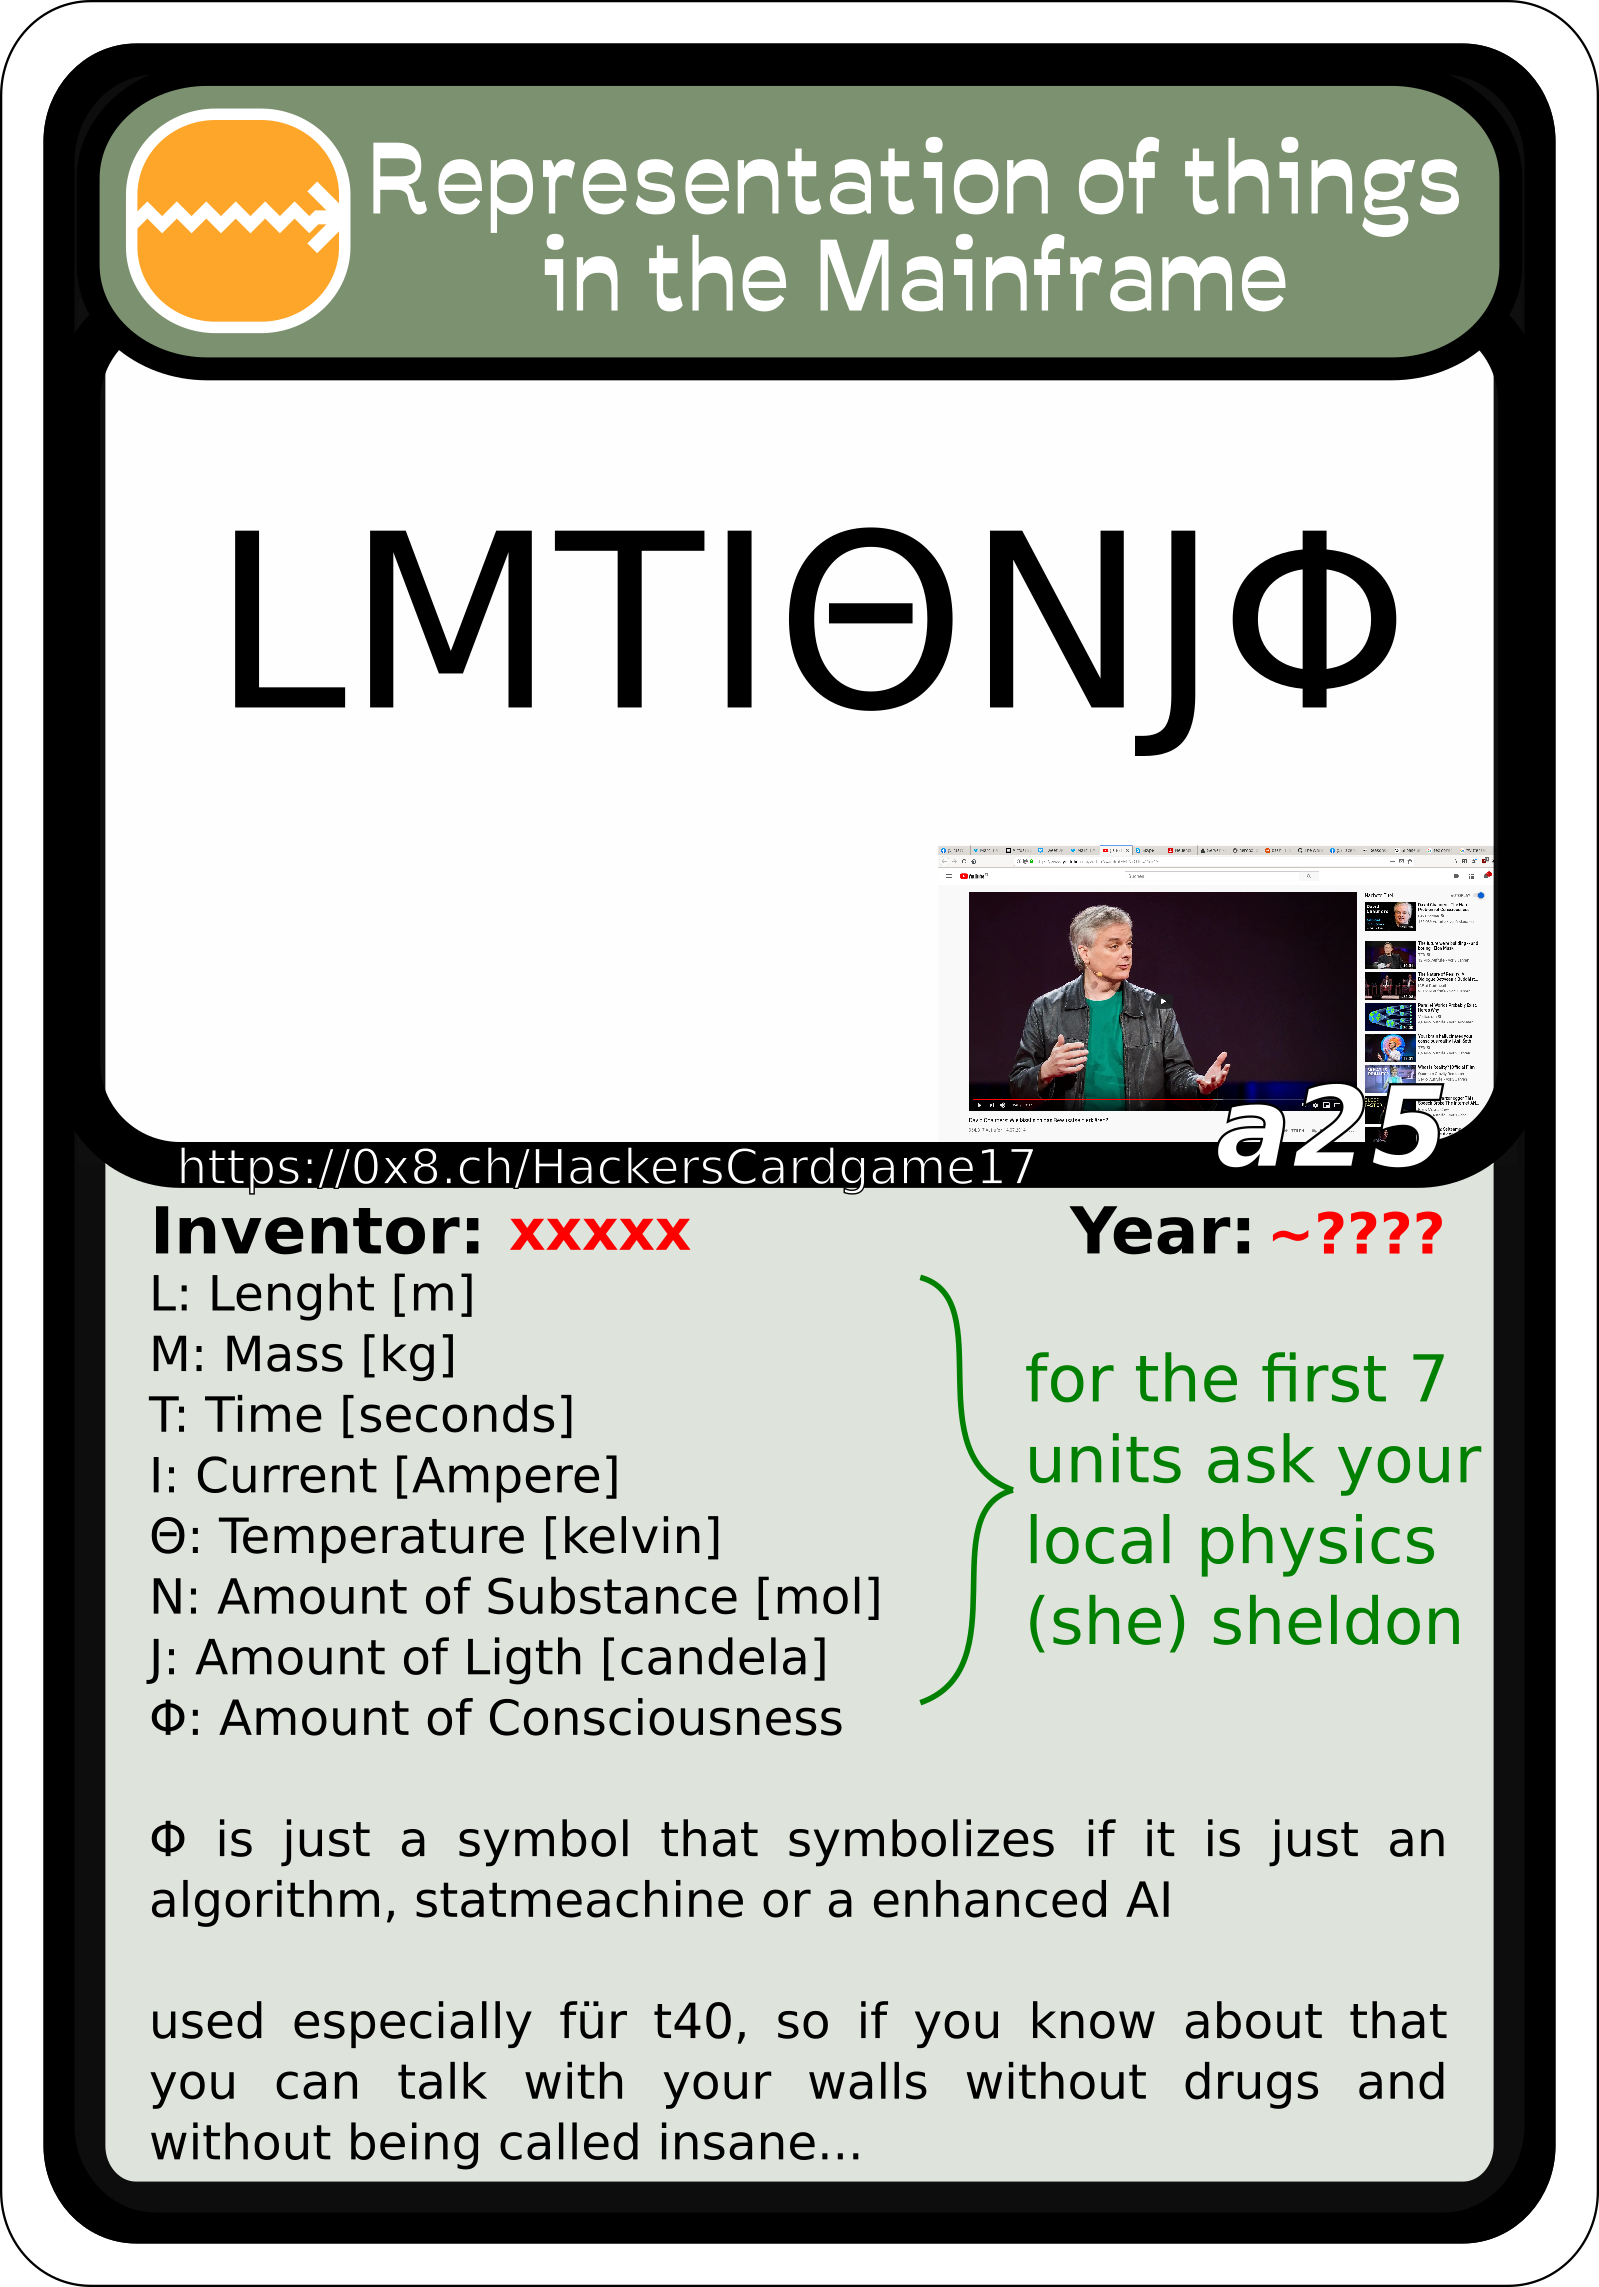 Representation of things
in the Mainframe
LMTIΘNJΦ
YouTube
Suchen
AUTOPLAY
a25
https://0x8.ch/HackersCardgame17
Inventor: xxxxx Year: ~????
L: Lenght [m]
M: Mass [kg]
T: Time [seconds]
I: Current [Ampere]
Θ: Temperature [kelvin]
N: Amount of Substance [mol]
J: Amount of Ligth [candela]
Φ: Amount of Consciousness
for the first 7
units ask your
local physics
(she) sheldon
Φ is just a symbol that symbolizes if it is just an
algorithm, statmeachine or a enhanced AI
used especially für t40, so if you know about that
you can talk with your walls without drugs and
without being called insane...